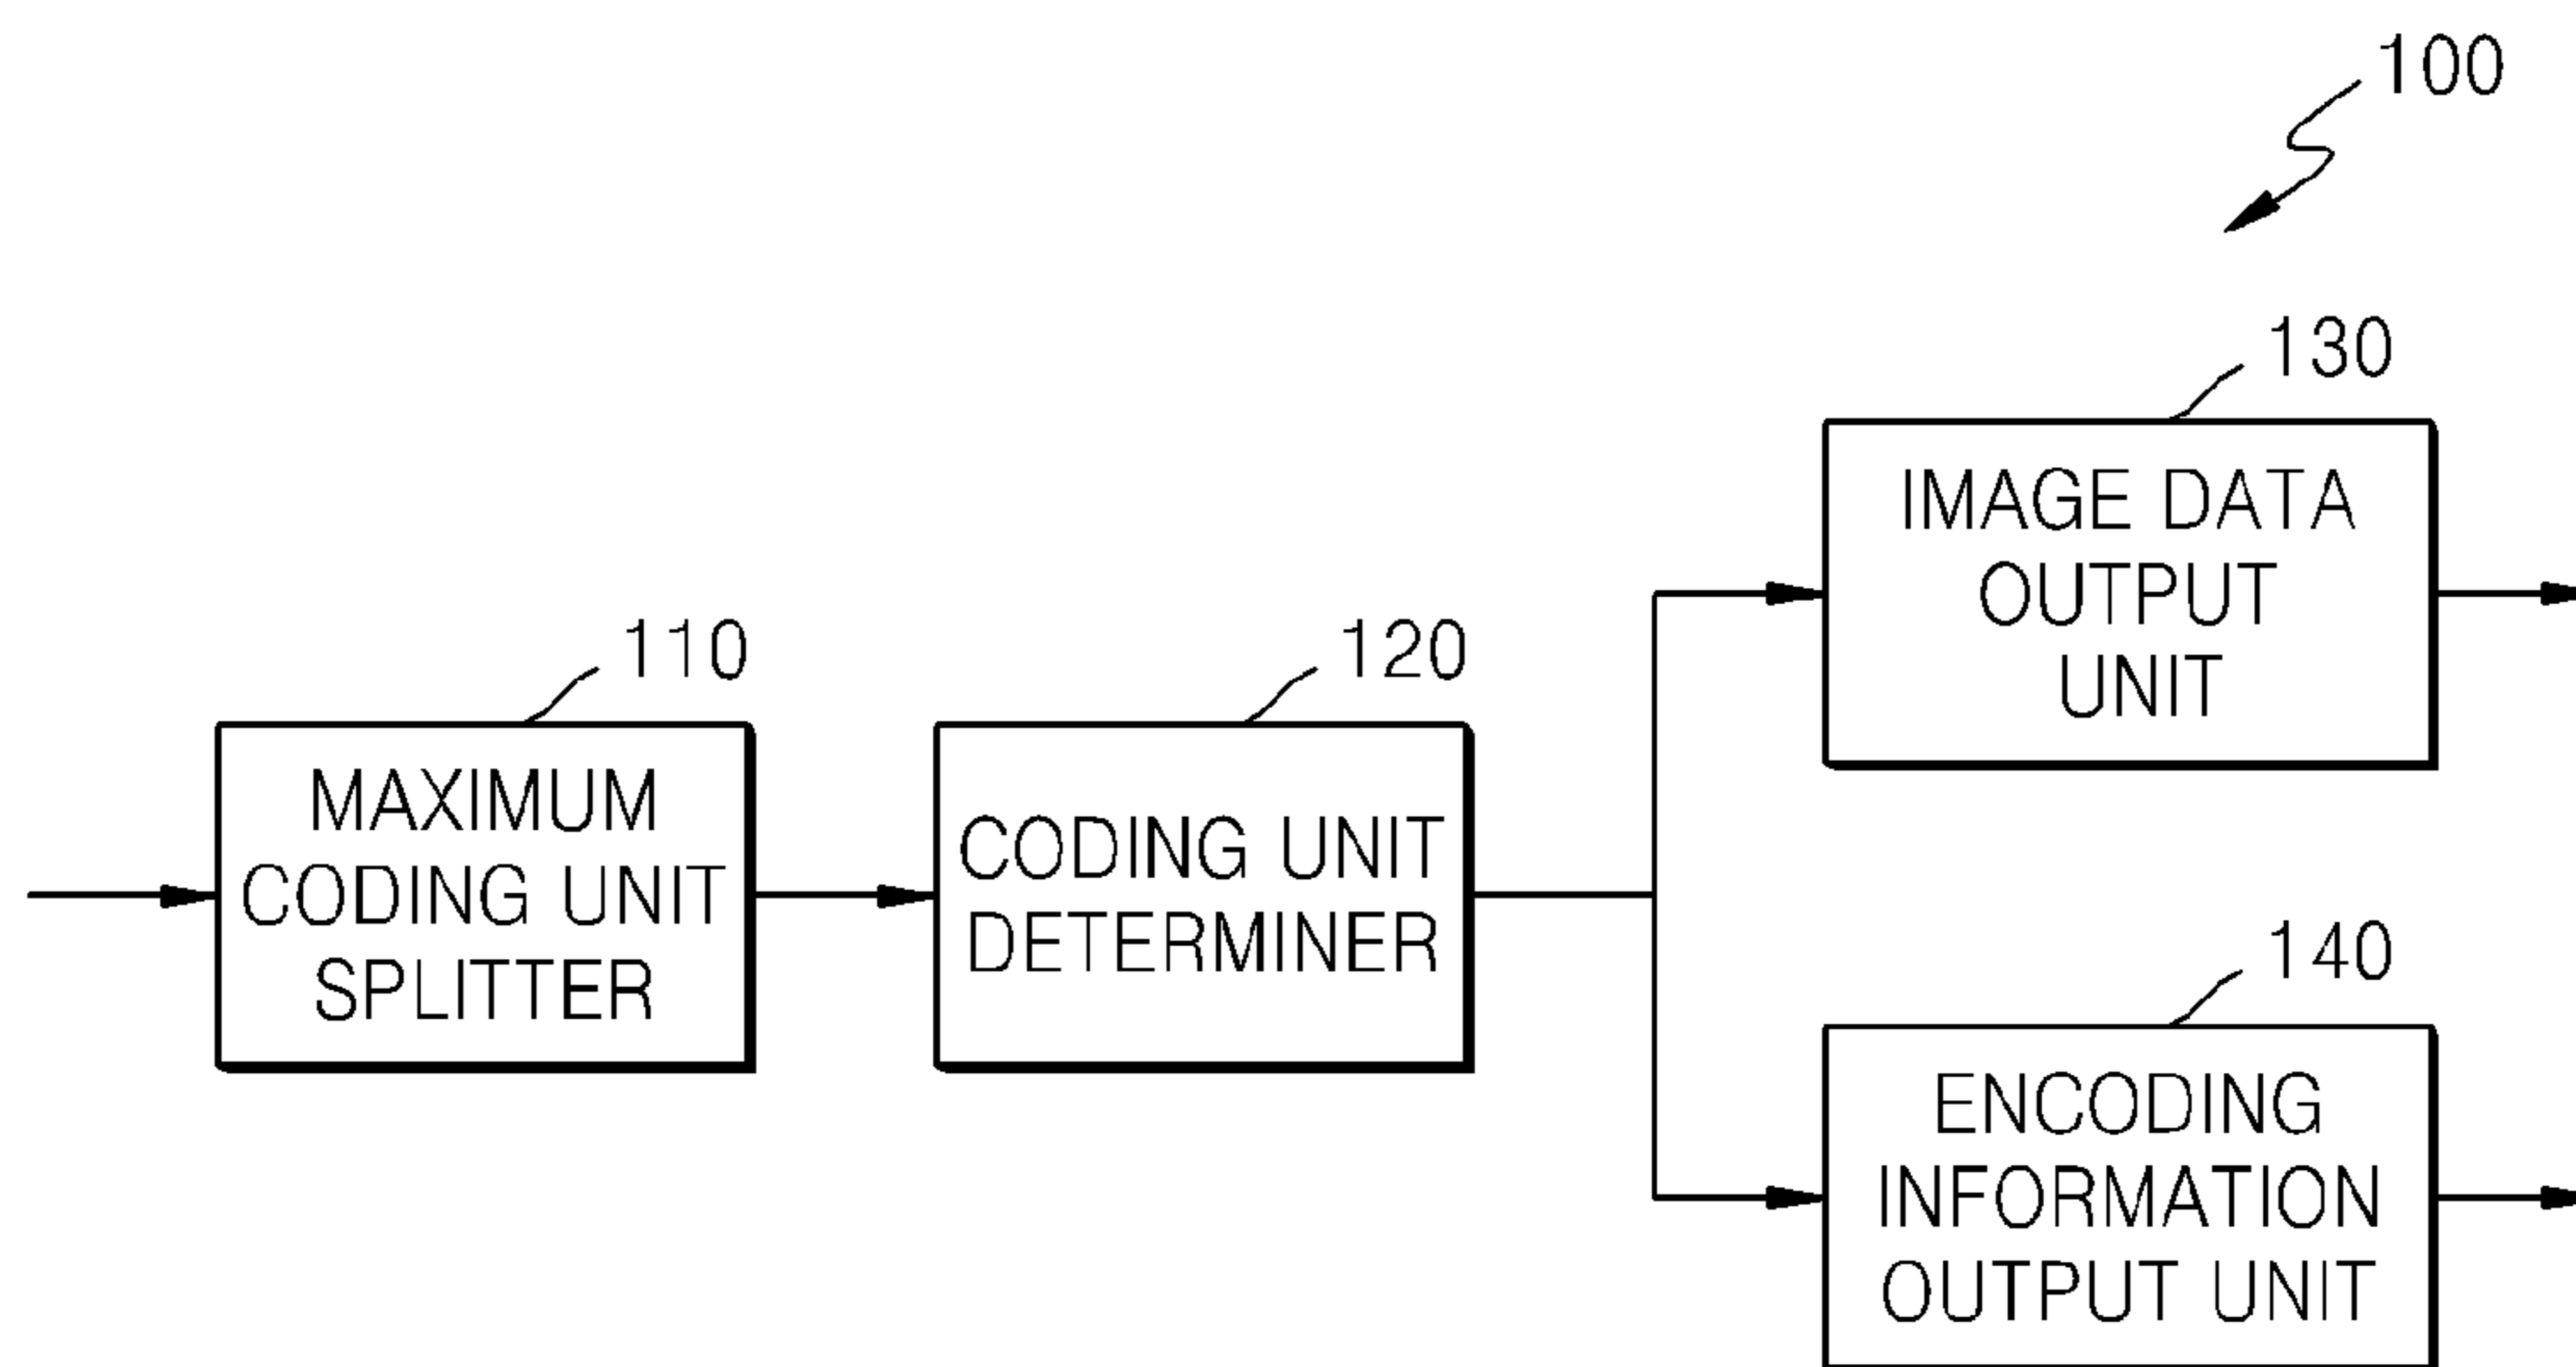 100
130
IMAGE DATA
OUTPUT
UNIT
110
MAXIMUM
CODING UNIT
SPLITTER
120
CODING UNIT
DETERMINER
140
ENCODING
INFORMATION
OUTPUT UNIT